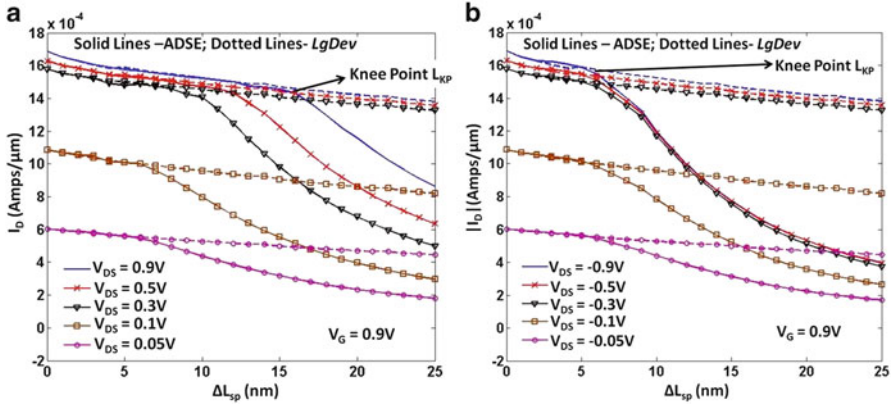 a
18 x 10⁻⁴
Solid Lines –ADSE; Dotted Lines- LgDev
Knee Point L_KP
16
14
12
10
8
6
4
2
0
-2
I_D (Amps/μm)
V_DS = 0.9V
V_DS = 0.5V
V_DS = 0.3V
V_DS = 0.1V
V_DS = 0.05V
V_G = 0.9V
0 5 10 15 20 25
ΔL_sp (nm)
b
18 x 10⁻⁴
Solid Lines – ADSE; Dotted Lines- LgDev
Knee Point L_KP
16
14
12
10
8
6
4
2
0
-2
|I_D| (Amps/μm)
V_DS = -0.9V
V_DS = -0.5V
V_DS = -0.3V
V_DS = -0.1V
V_DS = -0.05V
V_G = 0.9V
0 5 10 15 20 25
ΔL_sp (nm)